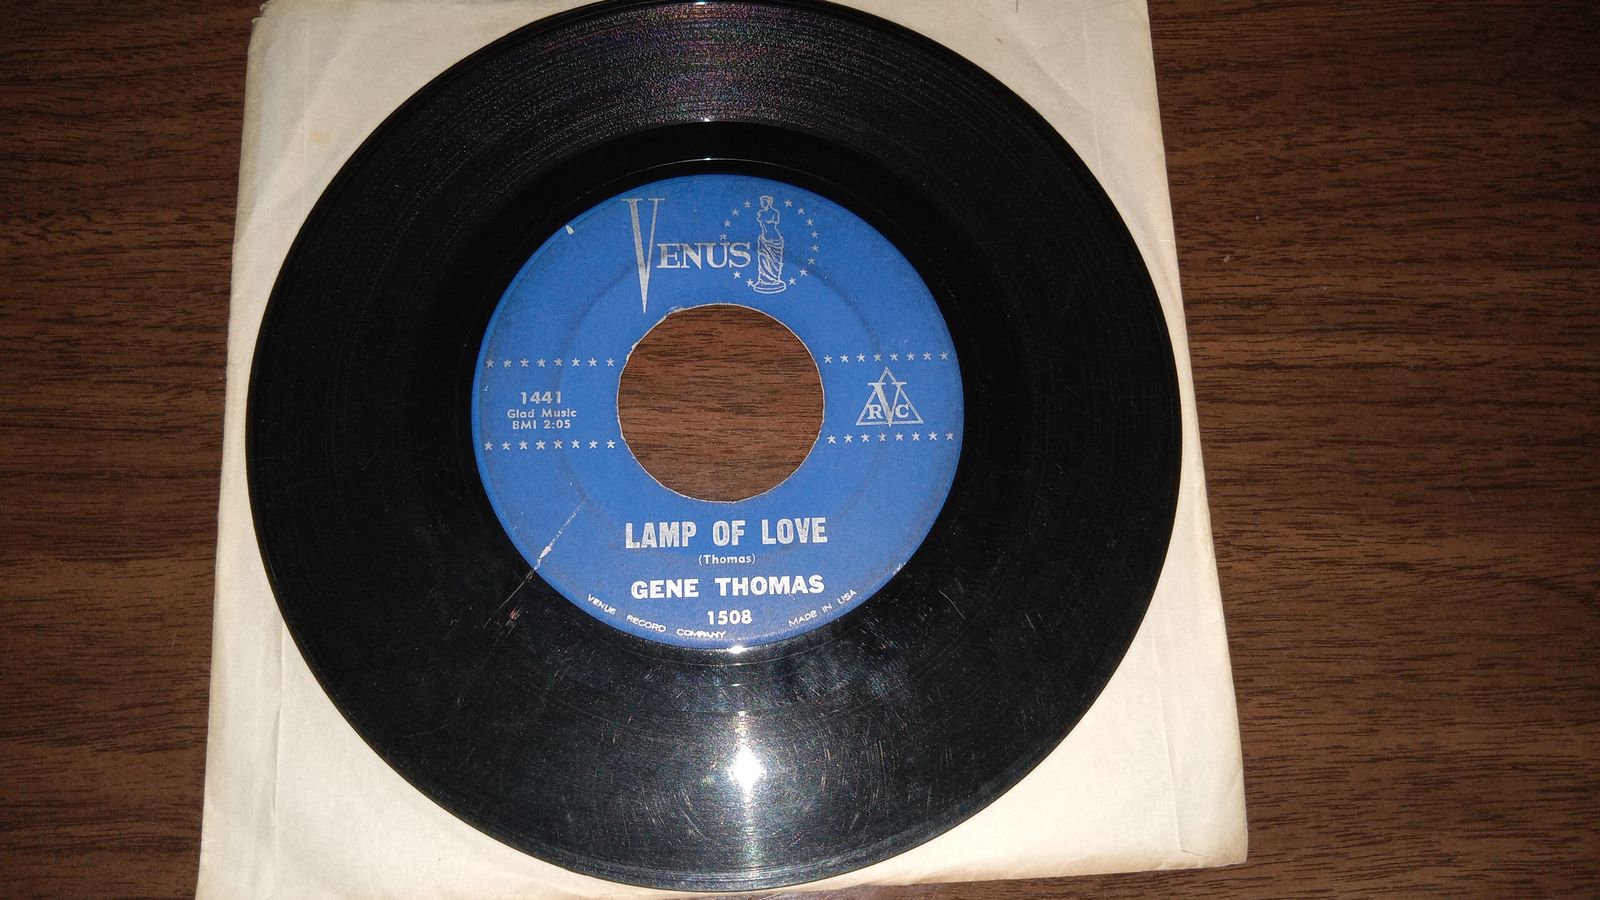 VENUS
1441
Glad Music
BMI 2:05
VRC
LAMP OF LOVE
(Thomas)
GENE THOMAS
1508
VENUS RECORD COMPANY MADE IN USA